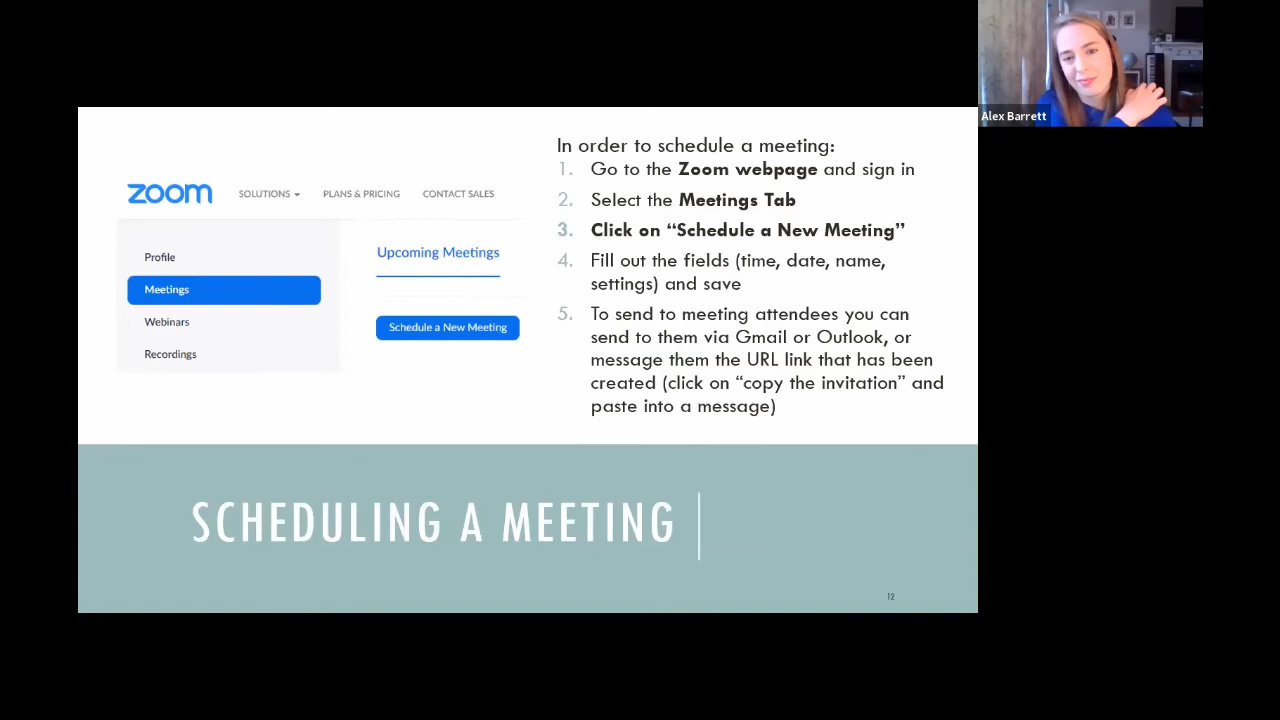 Alex Barrett
In order to schedule a meeting:
1. Go to the Zoom webpage and sign in
2. Select the Meetings Tab
3. Click on “Schedule a New Meeting”
4. Fill out the fields (time, date, name,
settings) and save
5. To send to meeting attendees you can
send to them via Gmail or Outlook, or
message them the URL link that has been
created (click on “copy the invitation” and
paste into a message)
zoom SOLUTIONS PLANS & PRICING CONTACT SALES
Profile
Meetings
Webinars
Recordings
Upcoming Meetings
Schedule a New Meeting
SCHEDULING A MEETING
12